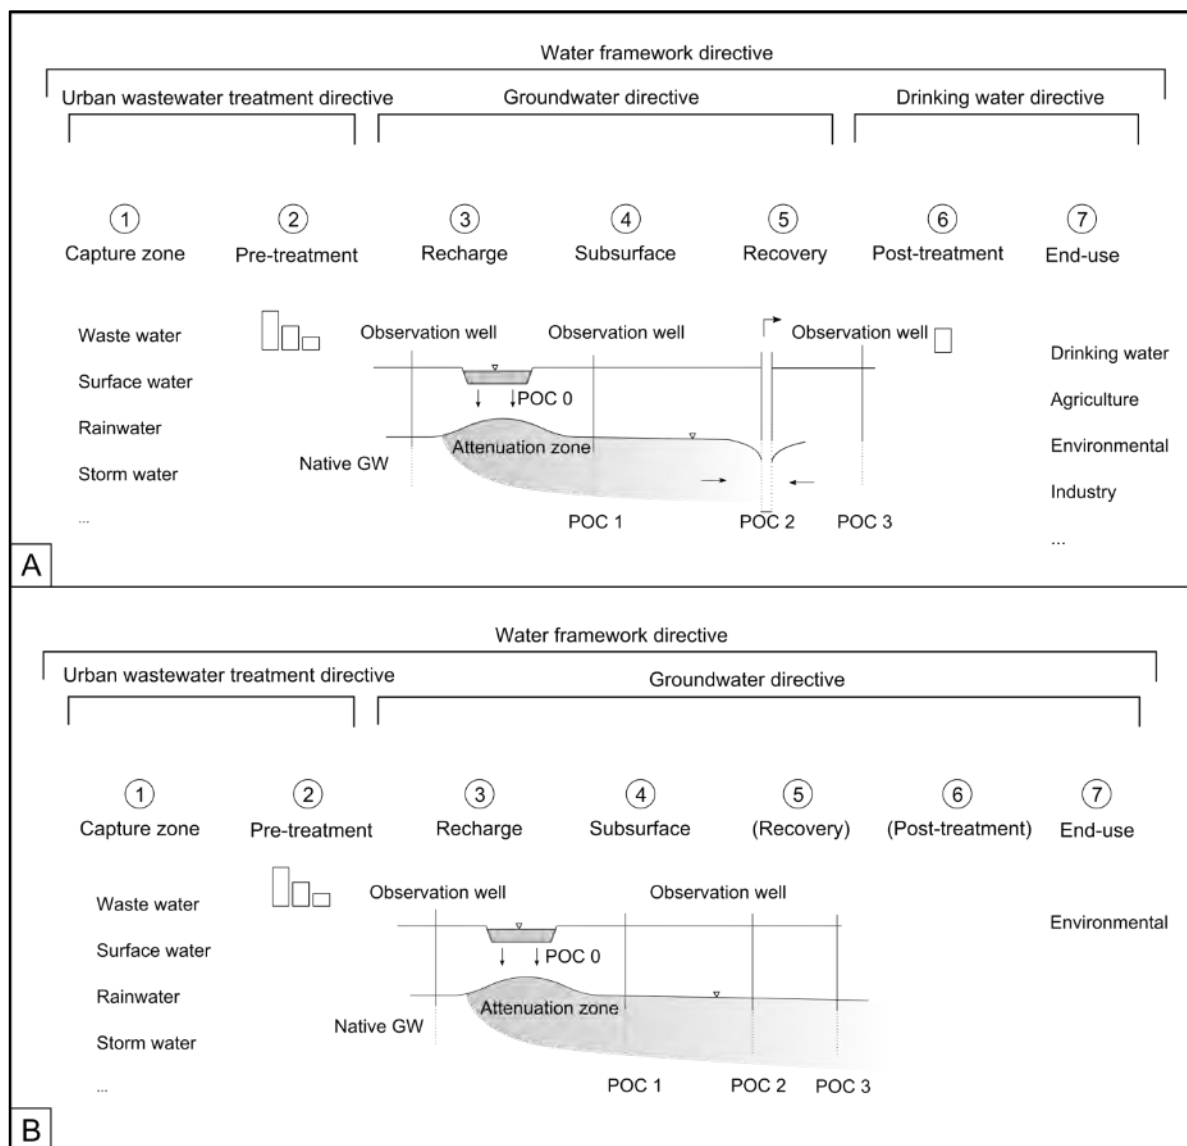 Water framework directive
Urban wastewater treatment directive
Groundwater directive
Drinking water directive
1
2
3
4
5
6
7
Capture zone
Pre-treatment
Recharge
Subsurface
Recovery
Post-treatment
End-use
Waste water
Surface water
Rainwater
Storm water
...
Observation well
Observation well
Observation well
POC 0
Attenuation zone
Native GW
POC 1
POC 2
POC 3
Drinking water
Agriculture
Environmental
Industry
...
A
Water framework directive
Urban wastewater treatment directive
Groundwater directive
1
2
3
4
5
6
7
Capture zone
Pre-treatment
Recharge
Subsurface
(Recovery)
(Post-treatment)
End-use
Waste water
Surface water
Rainwater
Storm water
...
Observation well
Observation well
POC 0
Attenuation zone
Native GW
POC 1
POC 2
POC 3
Environmental
B